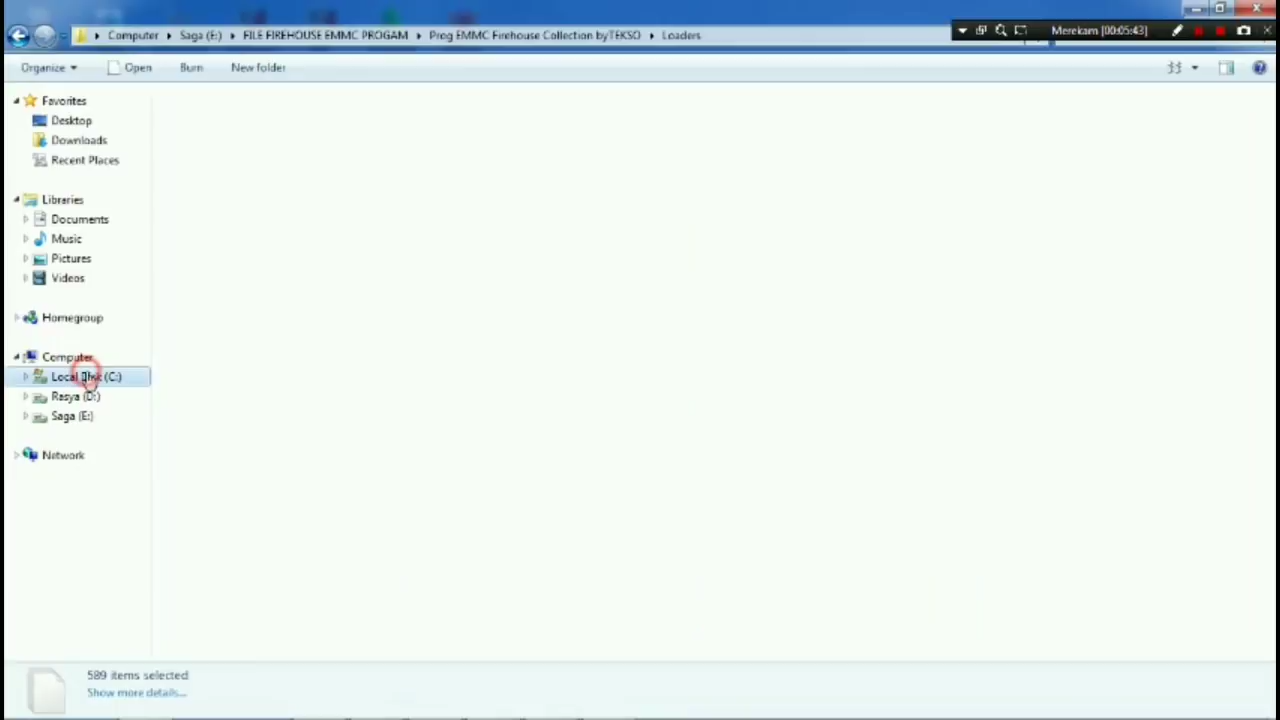 Computer Saga (E:) FILE FIREHOUSE EMMC PROGAM Prog EMMC Firehouse Collection byTEKSO Loaders
Merekam [00:05:43]
Organize Open Burn New folder
Favorites
Desktop
Downloads
Recent Places
Libraries
Documents
Music
Pictures
Videos
Homegroup
Computer
Local Disk (C:)
Rasya (D:)
Saga (E:)
Network
589 items selected
Show more details...